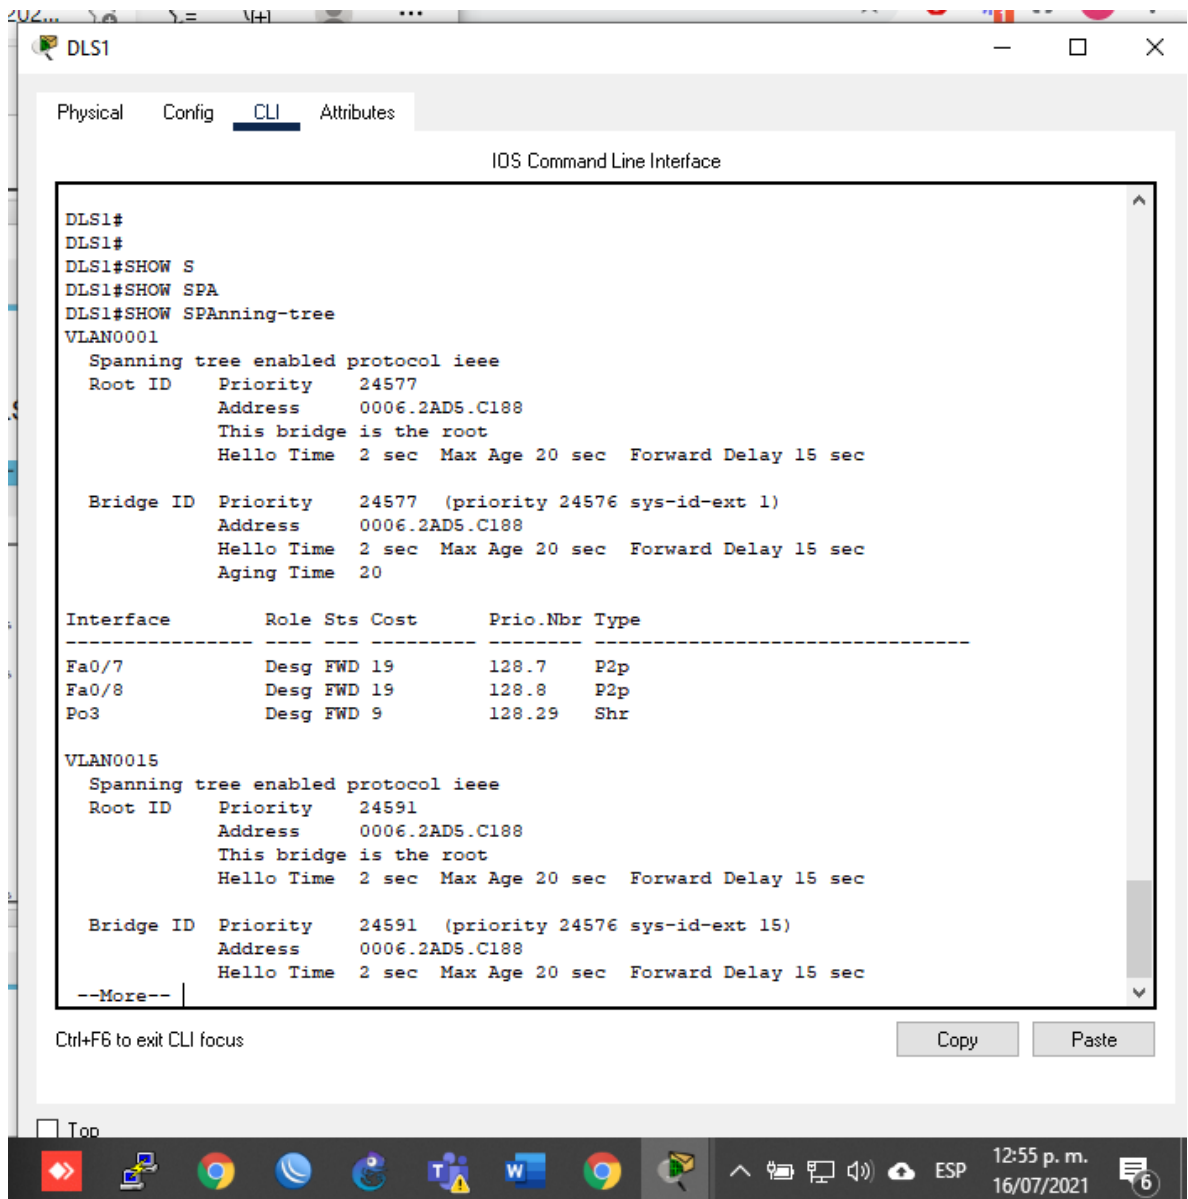 202...
...
1
DLS1
Physical Config CLI Attributes
IOS Command Line Interface
DLS1#
DLS1#
DLS1#SHOW S
DLS1#SHOW SPA
DLS1#SHOW SPAnning-tree
VLAN0001
Spanning tree enabled protocol ieee
Root ID Priority 24577
Address 0006.2AD5.C188
This bridge is the root
Hello Time 2 sec Max Age 20 sec Forward Delay 15 sec
Bridge ID Priority 24577 (priority 24576 sys-id-ext 1)
Address 0006.2AD5.C188
Hello Time 2 sec Max Age 20 sec Forward Delay 15 sec
Aging Time 20
Interface Role Sts Cost Prio.Nbr Type
---------------- ---- --- --------- -------- --------------------------------
Fa0/7 Desg FWD 19 128.7 P2p
Fa0/8 Desg FWD 19 128.8 P2p
Po3 Desg FWD 9 128.29 Shr
VLAN0015
Spanning tree enabled protocol ieee
Root ID Priority 24591
Address 0006.2AD5.C188
This bridge is the root
Hello Time 2 sec Max Age 20 sec Forward Delay 15 sec
Bridge ID Priority 24591 (priority 24576 sys-id-ext 15)
Address 0006.2AD5.C188
Hello Time 2 sec Max Age 20 sec Forward Delay 15 sec
--More--
Ctrl+F6 to exit CLI focus
Copy Paste
Top
ESP
12:55 p. m.
16/07/2021
6